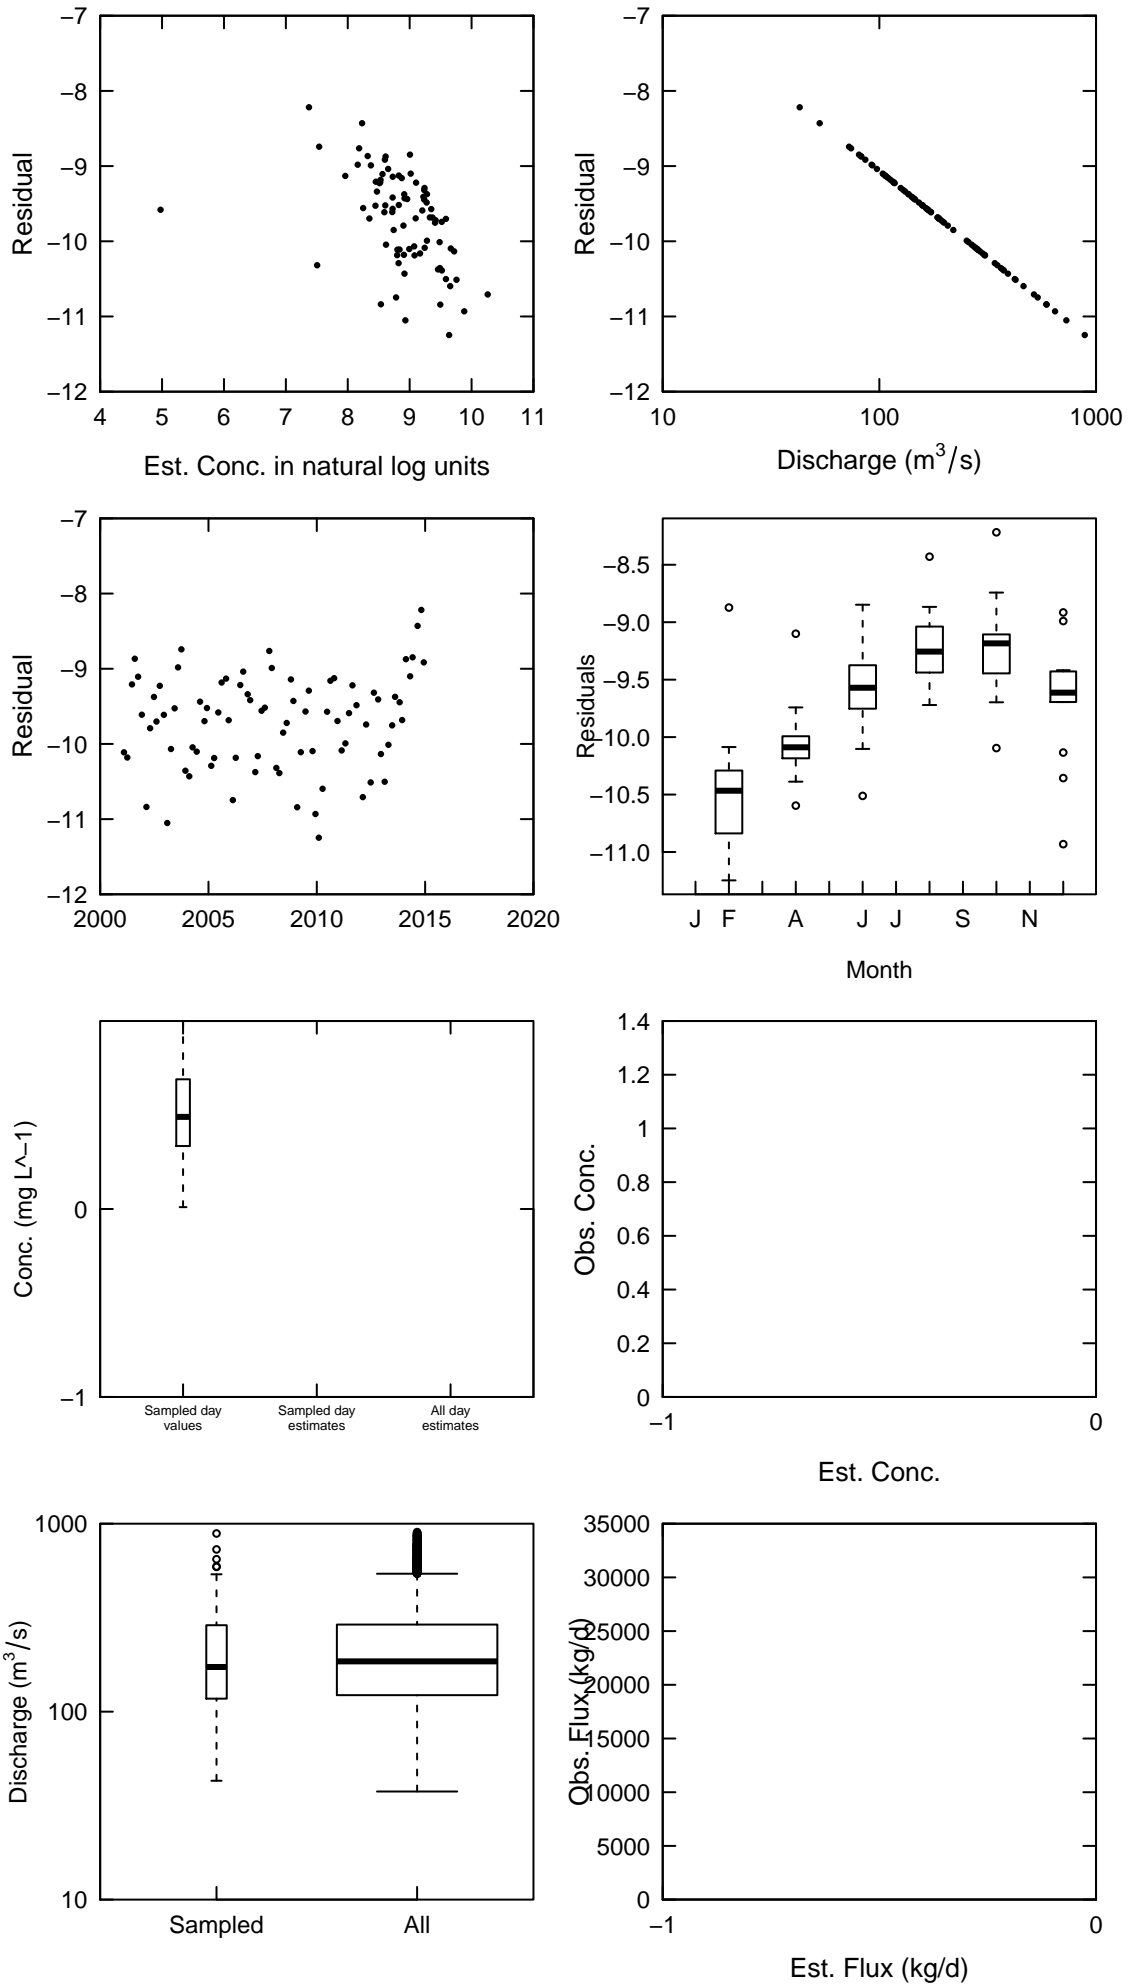 −7
−8
−9
−10
−11
−12
Residual
4 5 6 7 8 9 10 11
Est. Conc. in natural log units
−7
−8
−9
−10
−11
−12
Residual
10 100 1000
Discharge (m³/s)
−7
−8
−9
−10
−11
−12
Residual
2000 2005 2010 2015 2020
−8.5
−9.0
−9.5
−10.0
−10.5
−11.0
Residuals
J F A J J S N
Month
0
−1
Conc. (mg L^−1)
Sampled day
values
Sampled day
estimates
All day
estimates
1.4
1.2
1
0.8
0.6
0.4
0.2
0
Obs. Conc.
−1 0
Est. Conc.
1000
100
10
Discharge (m³/s)
Sampled All
35000
30000
25000
20000
15000
10000
5000
0
Obs. Flux (kg/d)
−1 0
Est. Flux (kg/d)